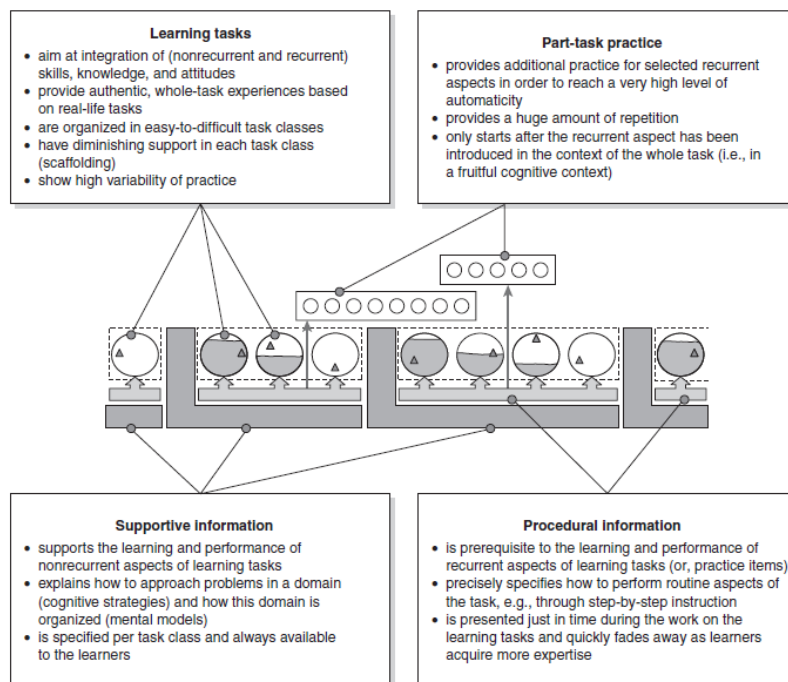 Learning tasks
• aim at integration of (nonrecurrent and recurrent)
skills, knowledge, and attitudes
• provide authentic, whole-task experiences based
on real-life tasks
• are organized in easy-to-difficult task classes
• have diminishing support in each task class
(scaffolding)
• show high variability of practice
Part-task practice
• provides additional practice for selected recurrent
aspects in order to reach a very high level of
automaticity
• provides a huge amount of repetition
• only starts after the recurrent aspect has been
introduced in the context of the whole task (i.e., in
a fruitful cognitive context)
Supportive information
• supports the learning and performance of
nonrecurrent aspects of learning tasks
• explains how to approach problems in a domain
(cognitive strategies) and how this domain is
organized (mental models)
• is specified per task class and always available
to the learners
Procedural information
• is prerequisite to the learning and performance of
recurrent aspects of learning tasks (or, practice items)
• precisely specifies how to perform routine aspects of
the task, e.g., through step-by-step instruction
• is presented just in time during the work on the
learning tasks and quickly fades away as learners
acquire more expertise